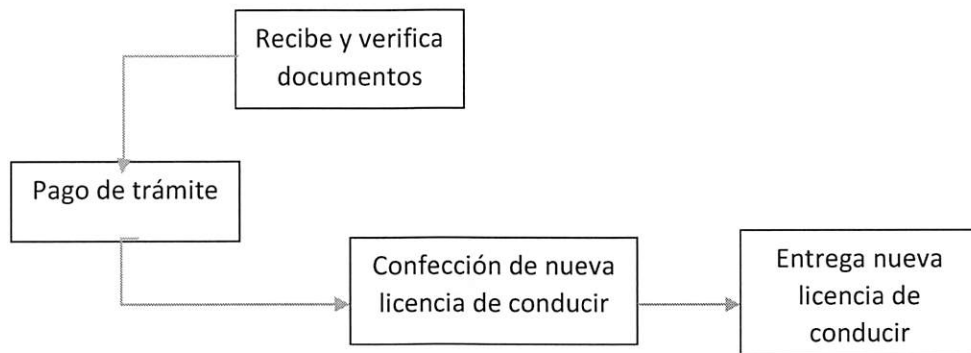 Recibe y verifica
documentos
Pago de trámite
Confección de nueva
licencia de conducir
Entrega nueva
licencia de
conducir